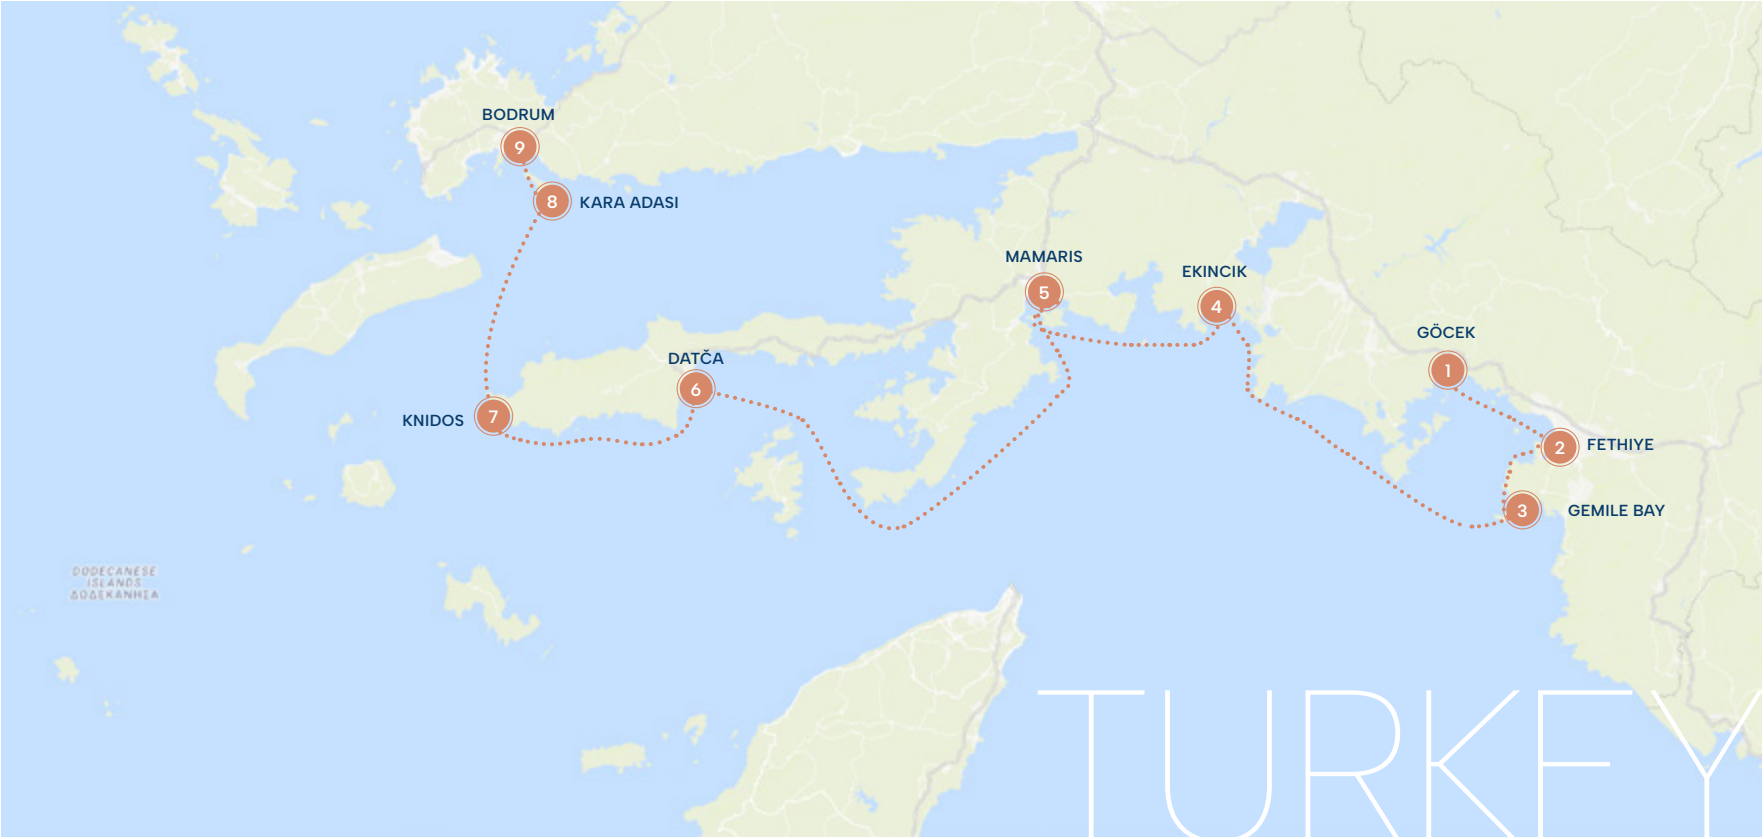 BODRUM
9
8
KARA ADASI
MAMARIS
5
EKINCIK
4
GÖCEK
1
DATČA
6
KNIDOS
7
2
FETHIYE
3
GEMILE BAY
DODECANESE
ISLANDS
ΔΩΔΕΚΑΝΗΣΑ
TURKEY